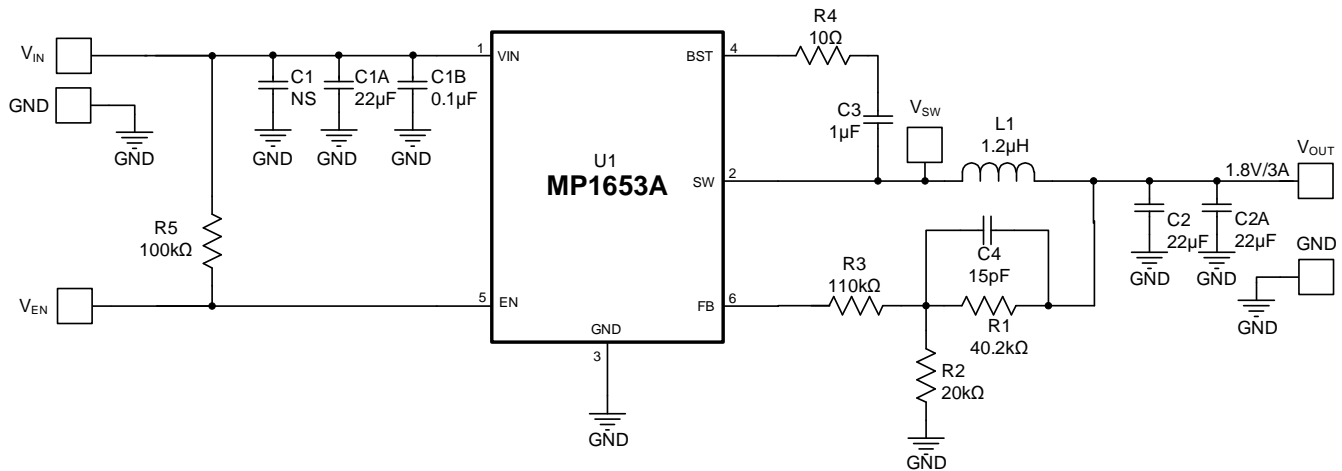 VIN
GND
GND
C1
NS
GND
C1A
22µF
GND
C1B
0.1µF
GND
R5
100kΩ
VEN
1
VIN
5
EN
U1
MP1653A
GND
3
GND
BST
4
SW
2
FB
6
R4
10Ω
C3
1µF
VSW
L1
1.2µH
1.8V/3A
VOUT
C2
22µF
GND
C2A
22µF
GND
GND
GND
R3
110kΩ
C4
15pF
R1
40.2kΩ
R2
20kΩ
GND